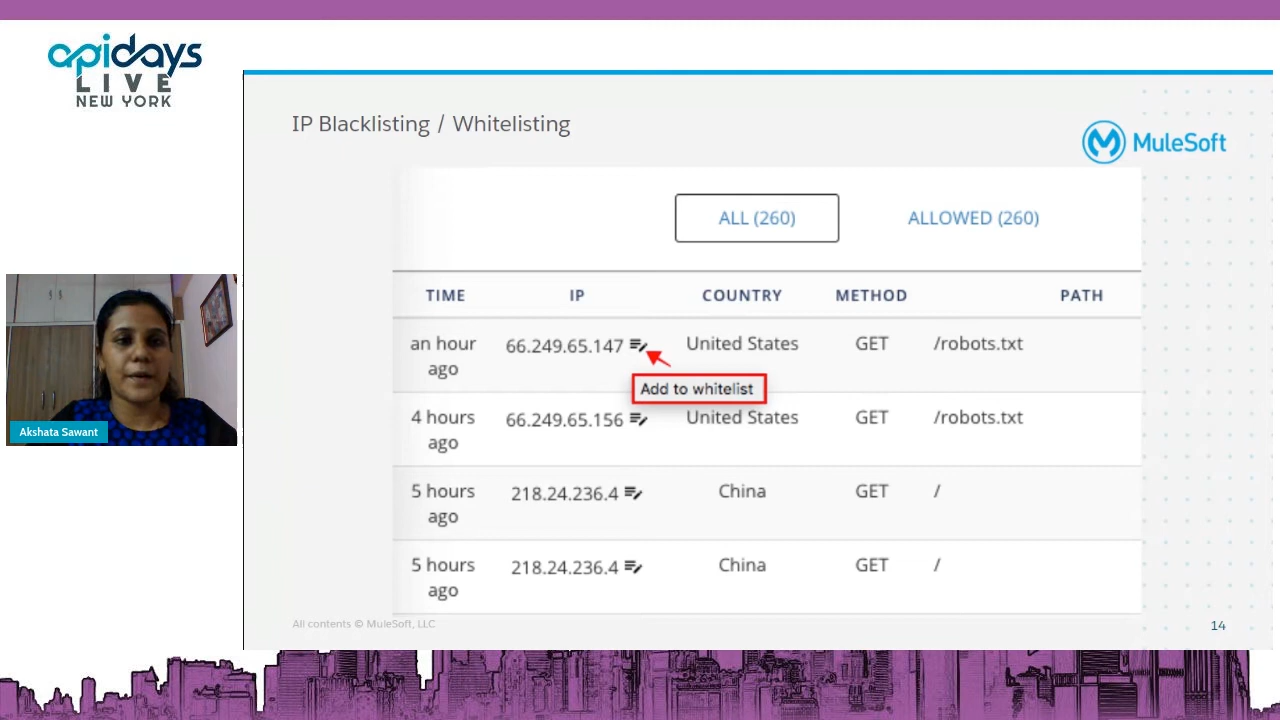 apidays
LIVE
NEW YORK
IP Blacklisting / Whitelisting
MuleSoft
ALL (260) ALLOWED (260)
TIME IP COUNTRY METHOD PATH
an hour ago 66.249.65.147 United States GET /robots.txt
Add to whitelist
4 hours ago 66.249.65.156 United States GET /robots.txt
5 hours ago 218.24.236.4 China GET /
5 hours ago 218.24.236.4 China GET /
Akshata Sawant
All contents © MuleSoft, LLC
14